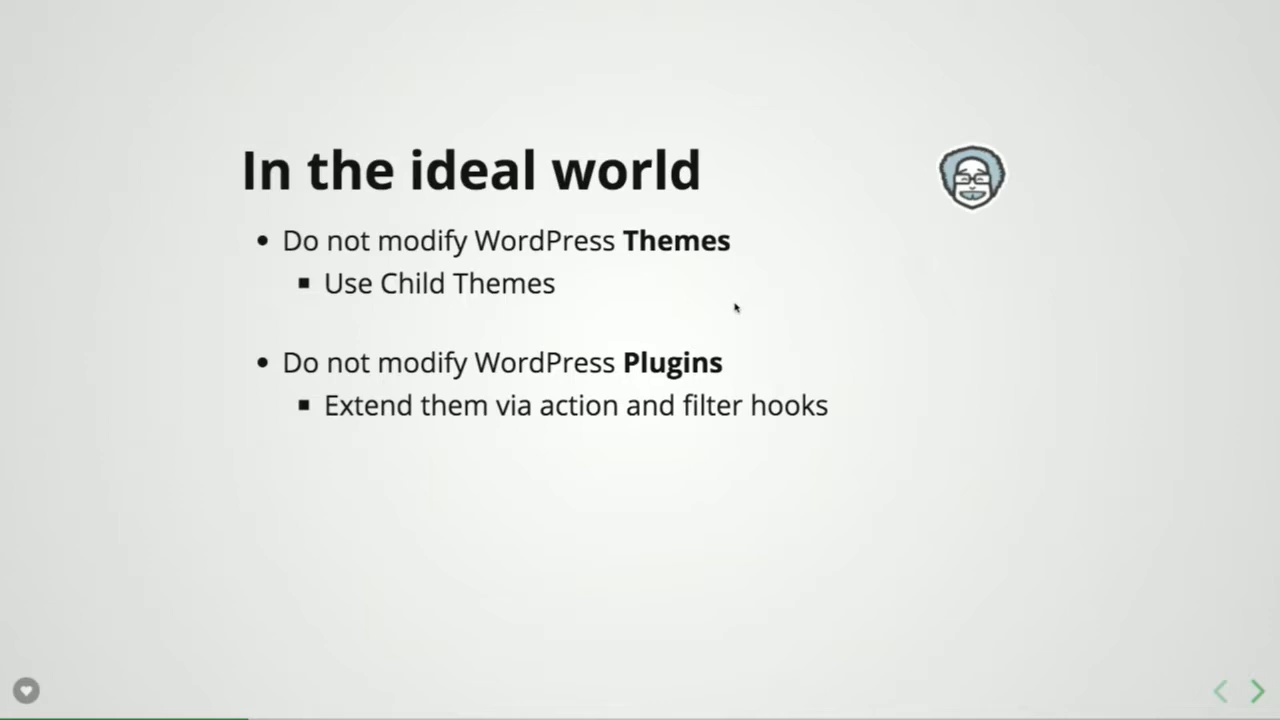 In the ideal world
Do not modify WordPress Themes
Use Child Themes
Do not modify WordPress Plugins
Extend them via action and filter hooks